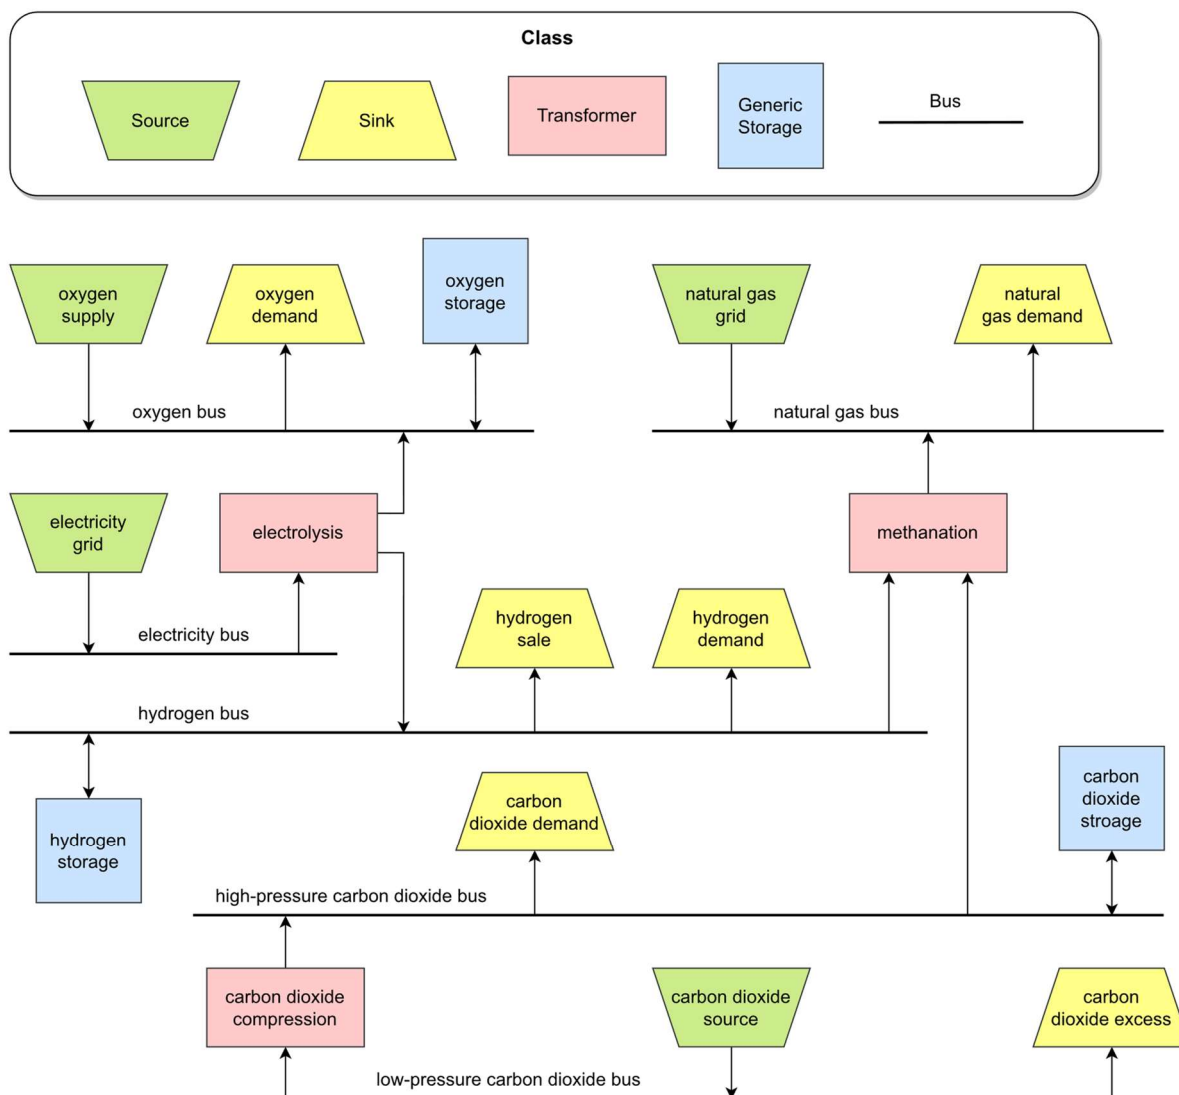 Class
Source
Sink
Transformer
Generic
Storage
Bus
oxygen
supply
oxygen
demand
oxygen
storage
natural gas
grid
natural
gas demand
oxygen bus
natural gas bus
electricity
grid
electrolysis
methanation
hydrogen
sale
hydrogen
demand
electricity bus
hydrogen bus
hydrogen
storage
carbon
dioxide demand
carbon
dioxide
stroage
high-pressure carbon dioxide bus
carbon dioxide
compression
carbon dioxide
source
carbon
dioxide excess
low-pressure carbon dioxide bus